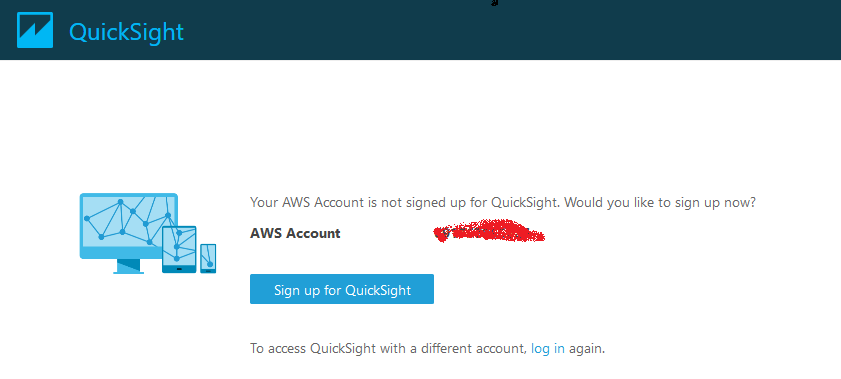 QuickSight
Your AWS Account is not signed up for QuickSight. Would you like to sign up now?
AWS Account
Sign up for QuickSight
To access QuickSight with a different account, log in again.